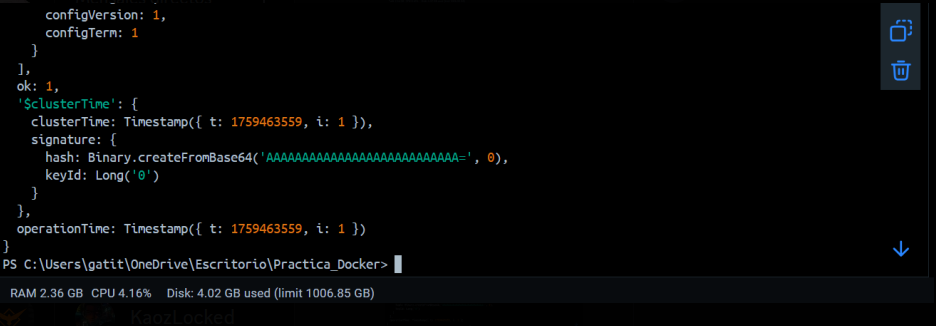 configVersion: 1,
configTerm: 1
}
],
ok: 1,
'$clusterTime': {
clusterTime: Timestamp({ t: 1759463559, i: 1 }),
signature: {
hash: Binary.createFromBase64('AAAAAAAAAAAAAAAAAAAAAAAAAAA=', 0),
keyId: Long('0')
}
},
operationTime: Timestamp({ t: 1759463559, i: 1 })
}
PS C:\Users\gatit\OneDrive\Escritorio\Practica_Docker>
RAM 2.36 GB CPU 4.16% Disk: 4.02 GB used (limit 1006.85 GB)
KaozLocked